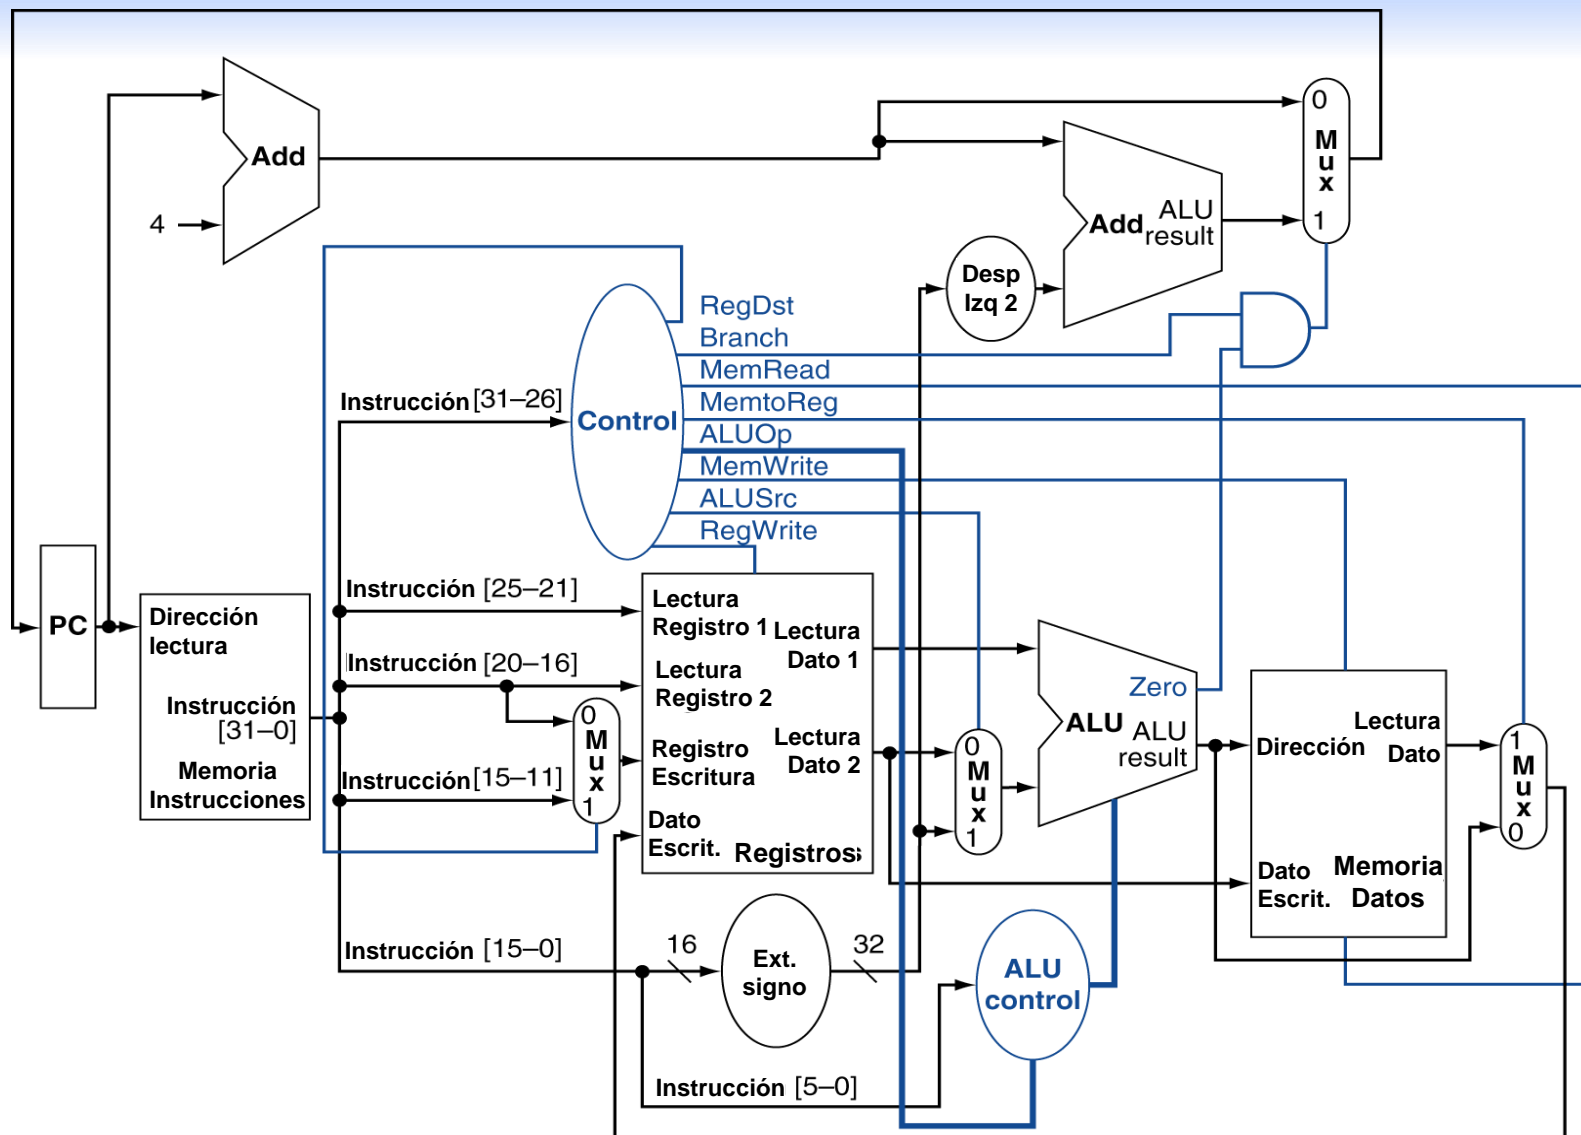 Add
4
0
M
u
x
1
Add
ALU
result
Desp
Izq 2
RegDst
Branch
MemRead
MemtoReg
ALUOp
MemWrite
ALUSrc
RegWrite
Control
Instrucción [31–26]
Instrucción [25–21]
Instrucción [20–16]
Instrucción [15–11]
Instrucción [15–0]
Instrucción [5–0]
PC
Dirección
lectura
Instrucción
[31–0]
Memoria
Instrucciones
0
M
u
x
1
Lectura
Registro 1
Lectura
Registro 2
Registro
Escritura
Dato
Escrit.
Lectura
Dato 1
Lectura
Dato 2
Registros
0
M
u
x
1
Zero
ALU
ALU
result
Dirección
Lectura
Dato
Dato
Escrit.
Memoria
Datos
1
M
u
x
0
16
Ext.
signo
32
ALU
control